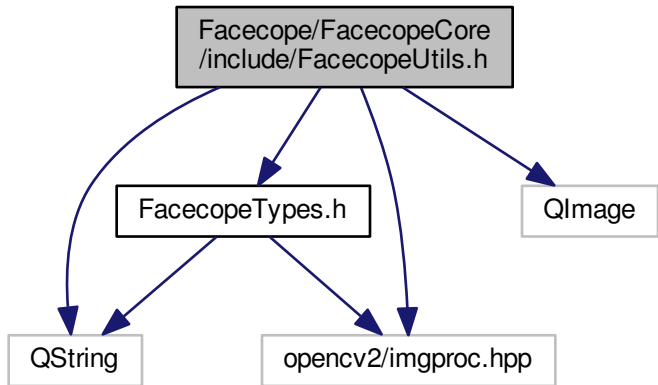 Facecope/FacecopeCore
/include/FacecopeUtils.h
FacecopeTypes.h
QImage
QString
opencv2/imgproc.hpp